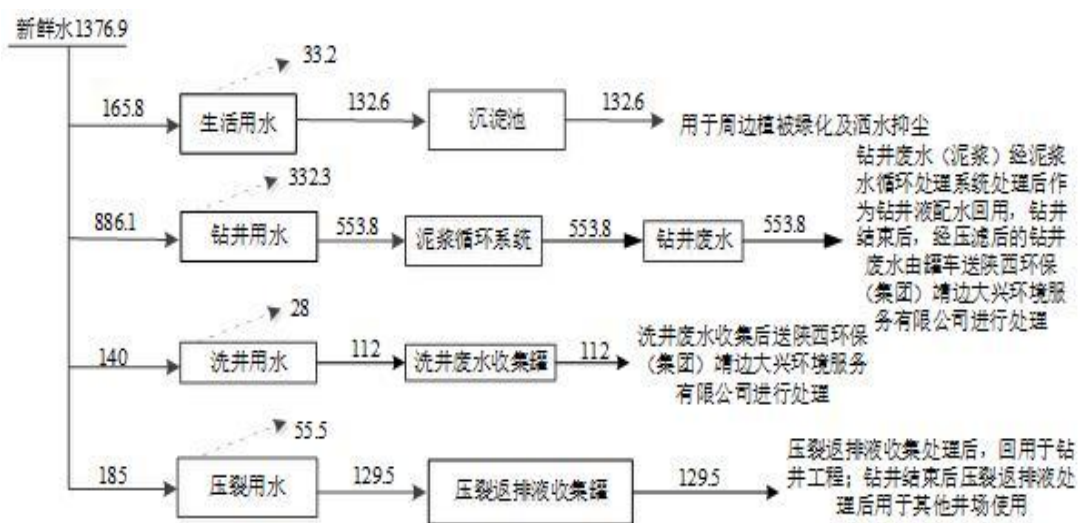 新鲜水1376.9
33.2
165.8
生活用水
132.6
沉淀池
132.6
用于周边植被绿化及洒水抑尘
332.3
886.1
钻井用水
553.8
泥浆循环系统
553.8
钻井废水
553.8
钻井废水（泥浆）经泥浆
水循环处理系统处理后作
为钻井液配水回用，钻井
结束后，经压滤后的钻井
废水由罐车送陕西环保
（集团）靖边大兴环境服
务有限公司进行处理
28
140
洗井用水
112
洗井废水收集罐
112
洗井废水收集后送陕西环保
（集团）靖边大兴环境服务
有限公司进行处理
55.5
185
压裂用水
129.5
压裂返排液收集罐
129.5
压裂返排液收集处理后，回用于钻
井工程；钻井结束后压裂返排液处
理后用于其他井场使用